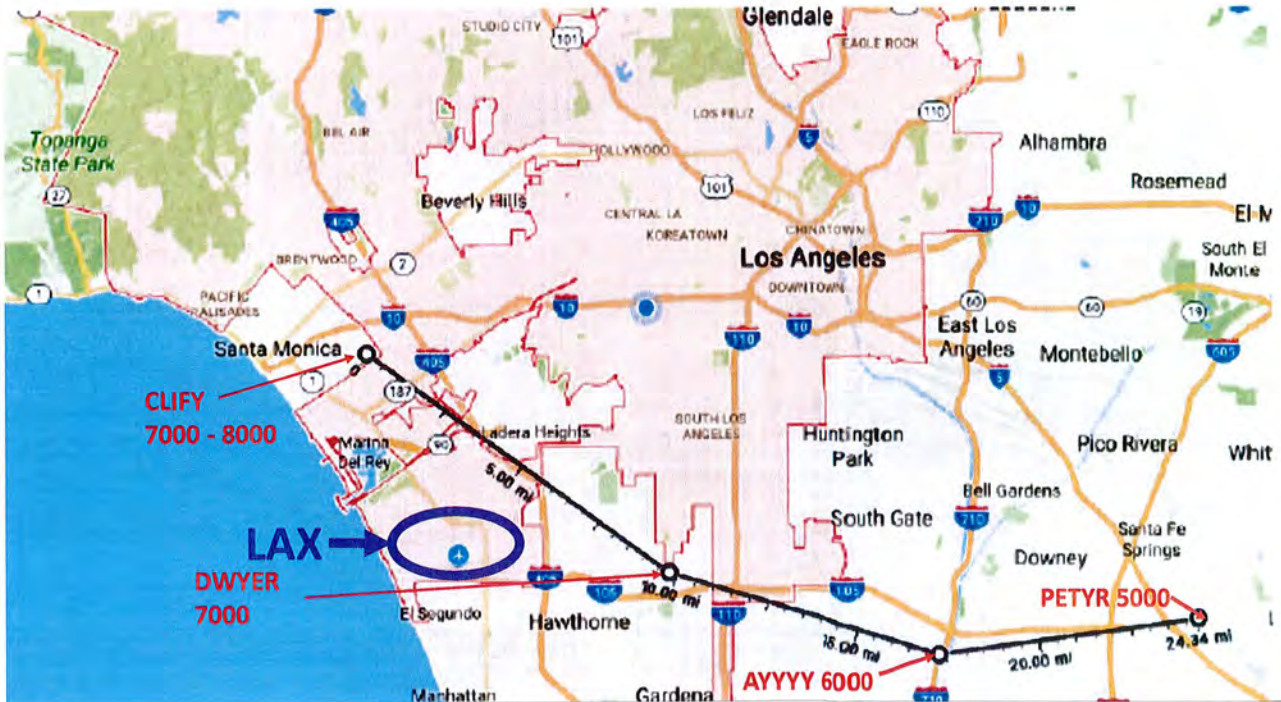 Glendale
STUDIO CITY
101
EAGLE ROCK
LOS FELIZ
110
BEL AIR
5
Topanga
State Park
HOLLYWOOD
Alhambra
27
101
Rosemead
Beverly Hills
405
CENTRAL LA
KOREATOWN
CHINATOWN
710
10
El M
BRENTWOOD
2
Los Angeles
South El
Monte
DOWNTOWN
1
PACIFIC
PALISADES
60
60
19
10
10
110
10
East Los
Angeles
Santa Monica
405
Montebello
605
0
1
5
CLIFY
7000 - 8000
187
SOUTH LOS
ANGELES
Ladera Heights
Huntington
Park
Pico Rivera
Whit
Marina
Del Rey
90
5.00 mi
Bell Gardens
South Gate
710
Santa Fe
Springs
LAX
Downey
DWYER
7000
405
10.00 mi
105
105
PETYR 5000
El Segundo
Hawthorne
110
15.00 mi
20.00 mi
24.34 mi
AYYYY 6000
Manhattan
Gardena
710